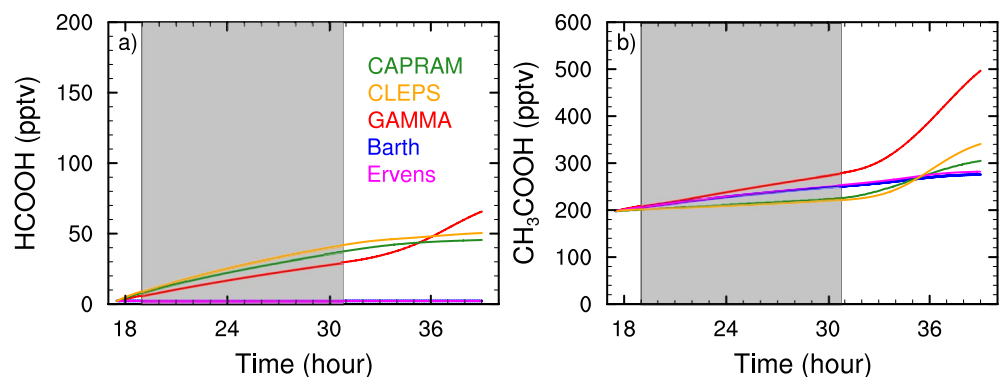 a)
HCOOH (pptv)
200
150
100
50
0
CAPRAM
CLEPS
GAMMA
Barth
Ervens
18 24 30 36
Time (hour)
b)
CH₃COOH (pptv)
600
500
400
300
200
100
0
18 24 30 36
Time (hour)